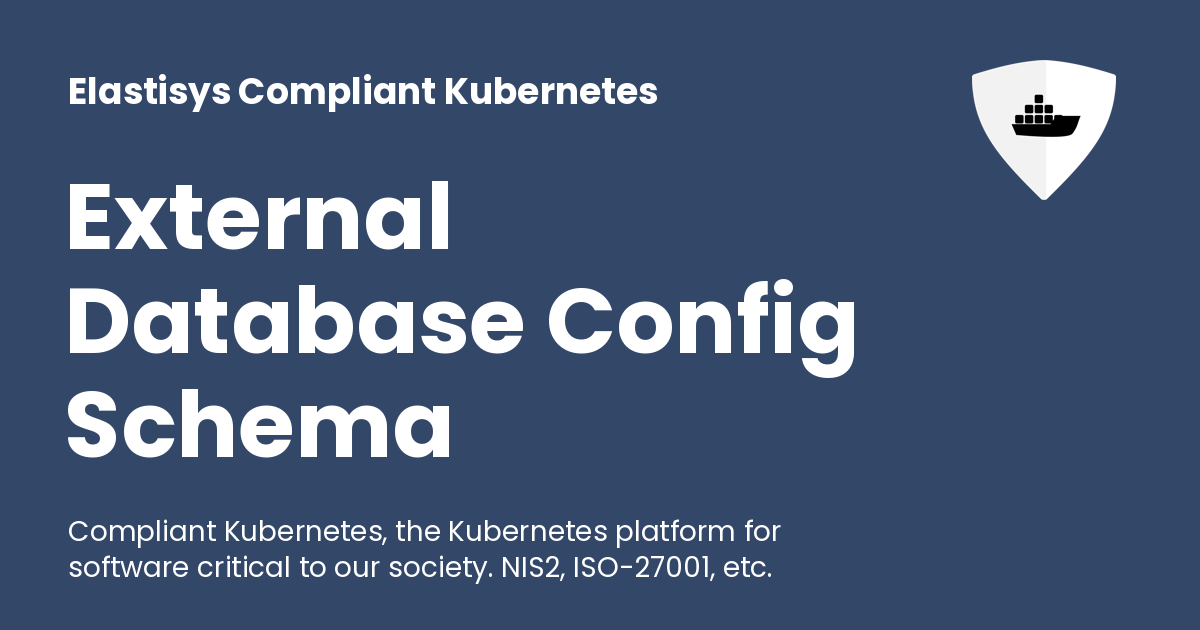 Elastisys Compliant Kubernetes
External
Database Config
Schema
Compliant Kubernetes, the Kubernetes platform for
software critical to our society. NIS2, ISO-27001, etc.